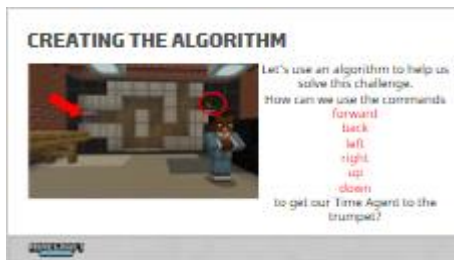 CREATING THE ALGORITHM
Let's use an algorithm to help us
solve this challenge.
How can we use the commands
forward
back
left
right
up
down
to get our Time Agent to the
trumpet?
MINECRAFT